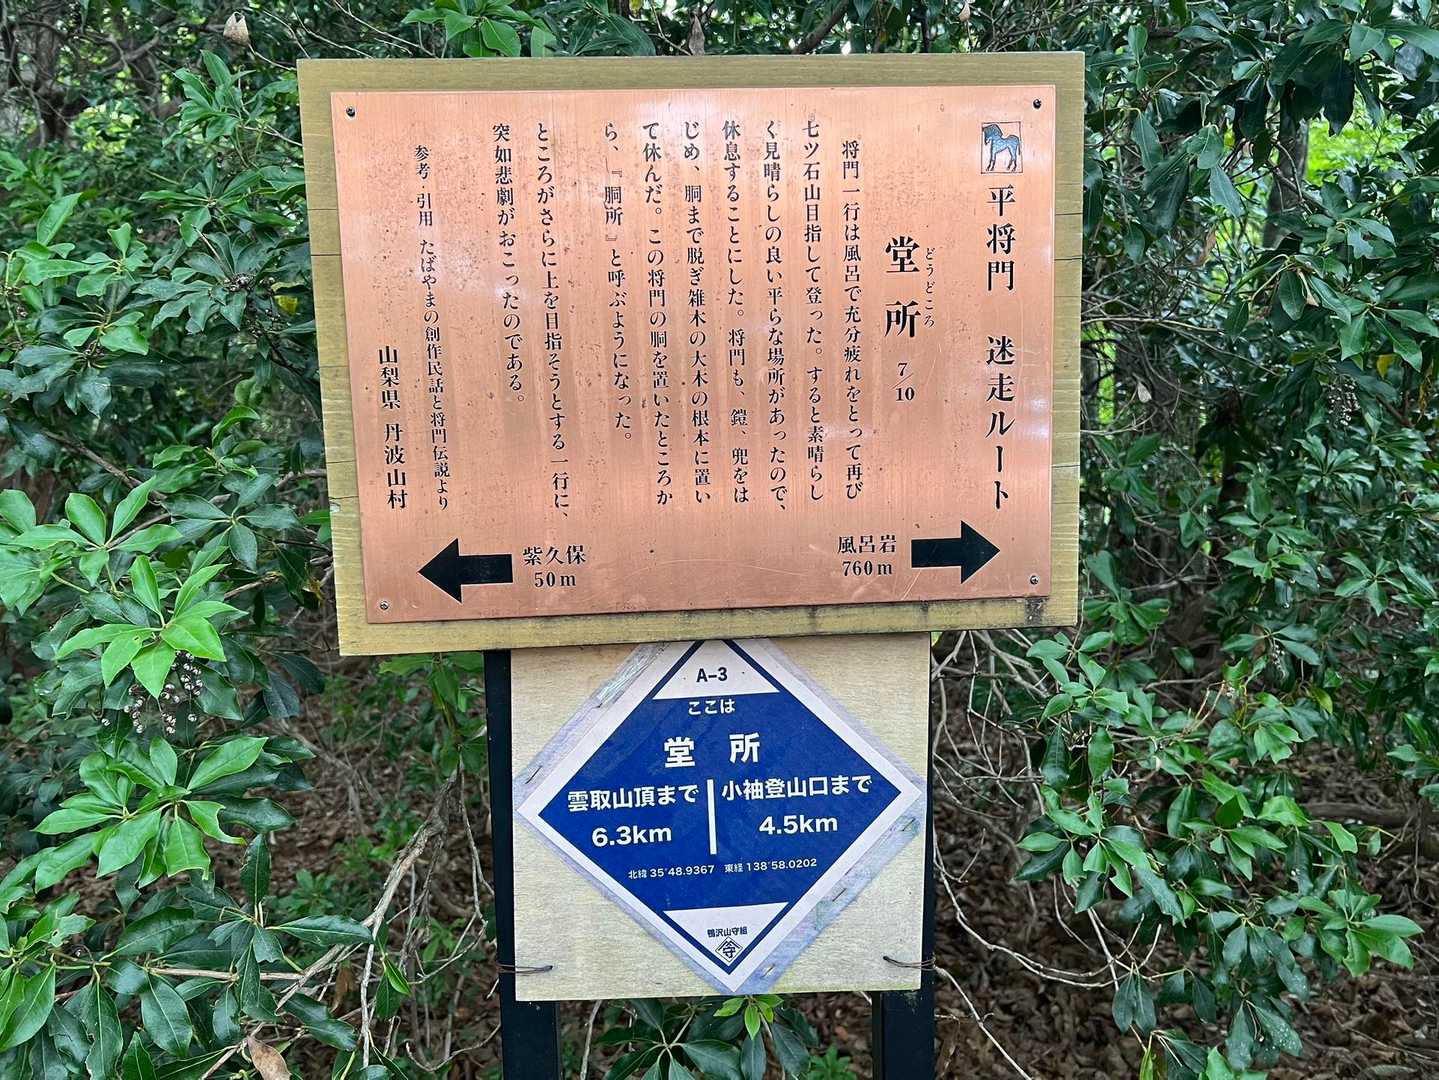 平将門 迷走ルート
どうどころ
堂所 7/10
将門一行は風呂で充分疲れをとって再び
七ツ石山目指して登った。すると素晴らし
く見晴らしの良い平らな場所があったので、
休息することにした。将門も、鎧、兜をは
じめ、胴まで脱ぎ雑木の大木の根本に置い
て休んだ。この将門の胴を置いたところか
ら、『胴所』と呼ぶようになった。
ところがさらに上を目指そうとする一行に、
突如悲劇がおこったのである。
参考・引用 たばやまの創作民話と将門伝説より
山梨県 丹波山村
紫久保
50m
風呂岩
760m
A-3
ここは
堂 所
雲取山頂まで
6.3km
小袖登山口まで
4.5km
北緯 35°48.9367 東経 138°58.0202
鴨沢山守組